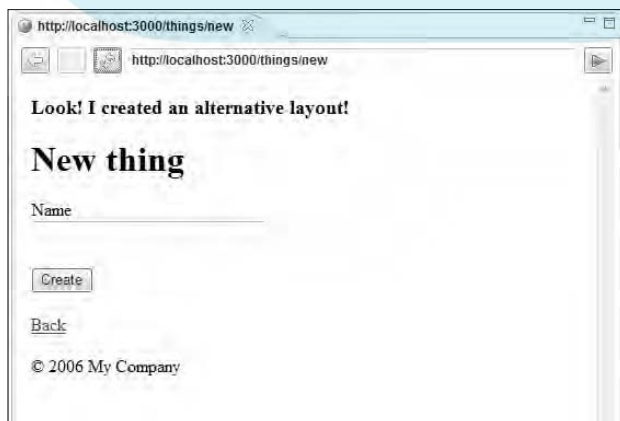 http://localhost:3000/things/new
http://localhost:3000/things/new
Look! I created an alternative layout!
New thing
Name
Create
Back
© 2006 My Company